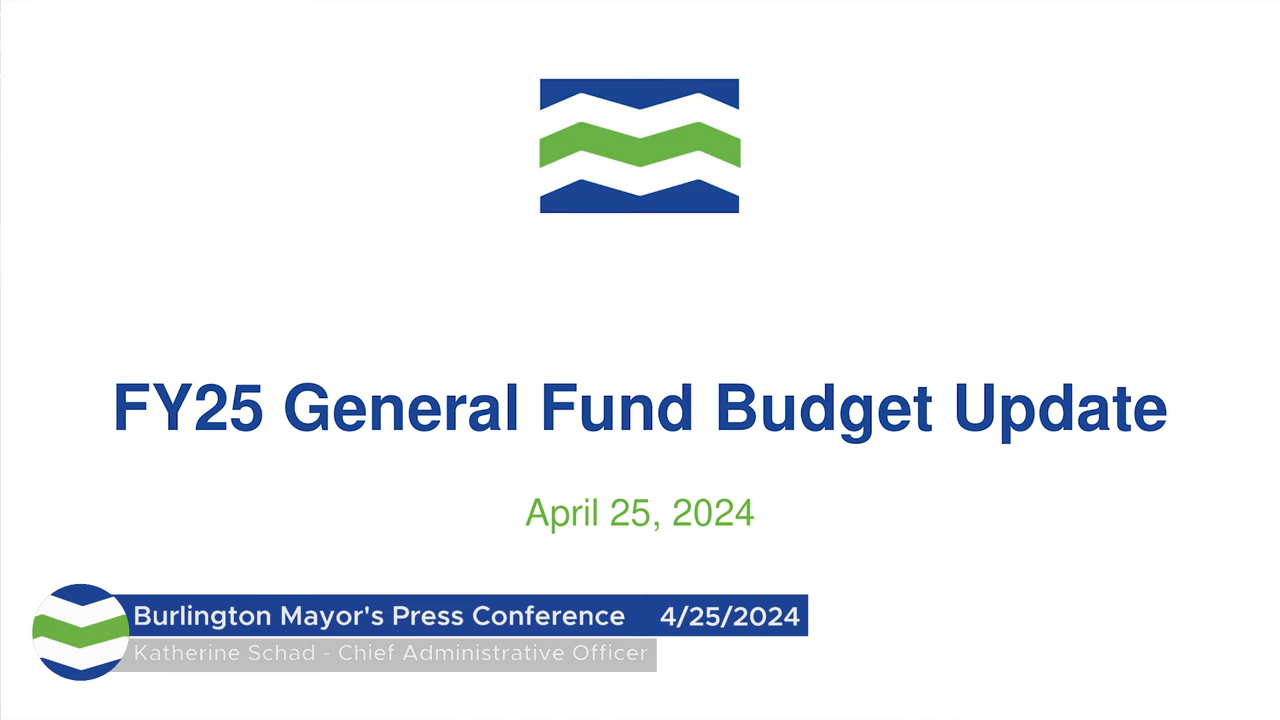 FY25 General Fund Budget Update
April 25, 2024
Burlington Mayor's Press Conference 4/25/2024
Katherine Schad - Chief Administrative Officer